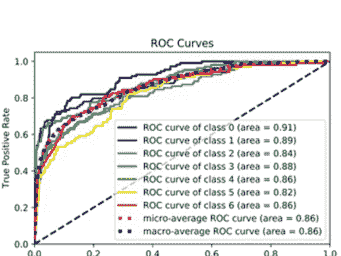 ROC Curves
1.0
0.8
0.6
0.4
0.2
0.0
True Positive Rate
ROC curve of class 0 (area = 0.91)
ROC curve of class 1 (area = 0.89)
ROC curve of class 2 (area = 0.84)
ROC curve of class 3 (area = 0.88)
ROC curve of class 4 (area = 0.86)
ROC curve of class 5 (area = 0.82)
ROC curve of class 6 (area = 0.86)
micro-average ROC curve (area = 0.86)
macro-average ROC curve (area = 0.86)
0.0 0.2 0.4 0.6 0.8 1.0